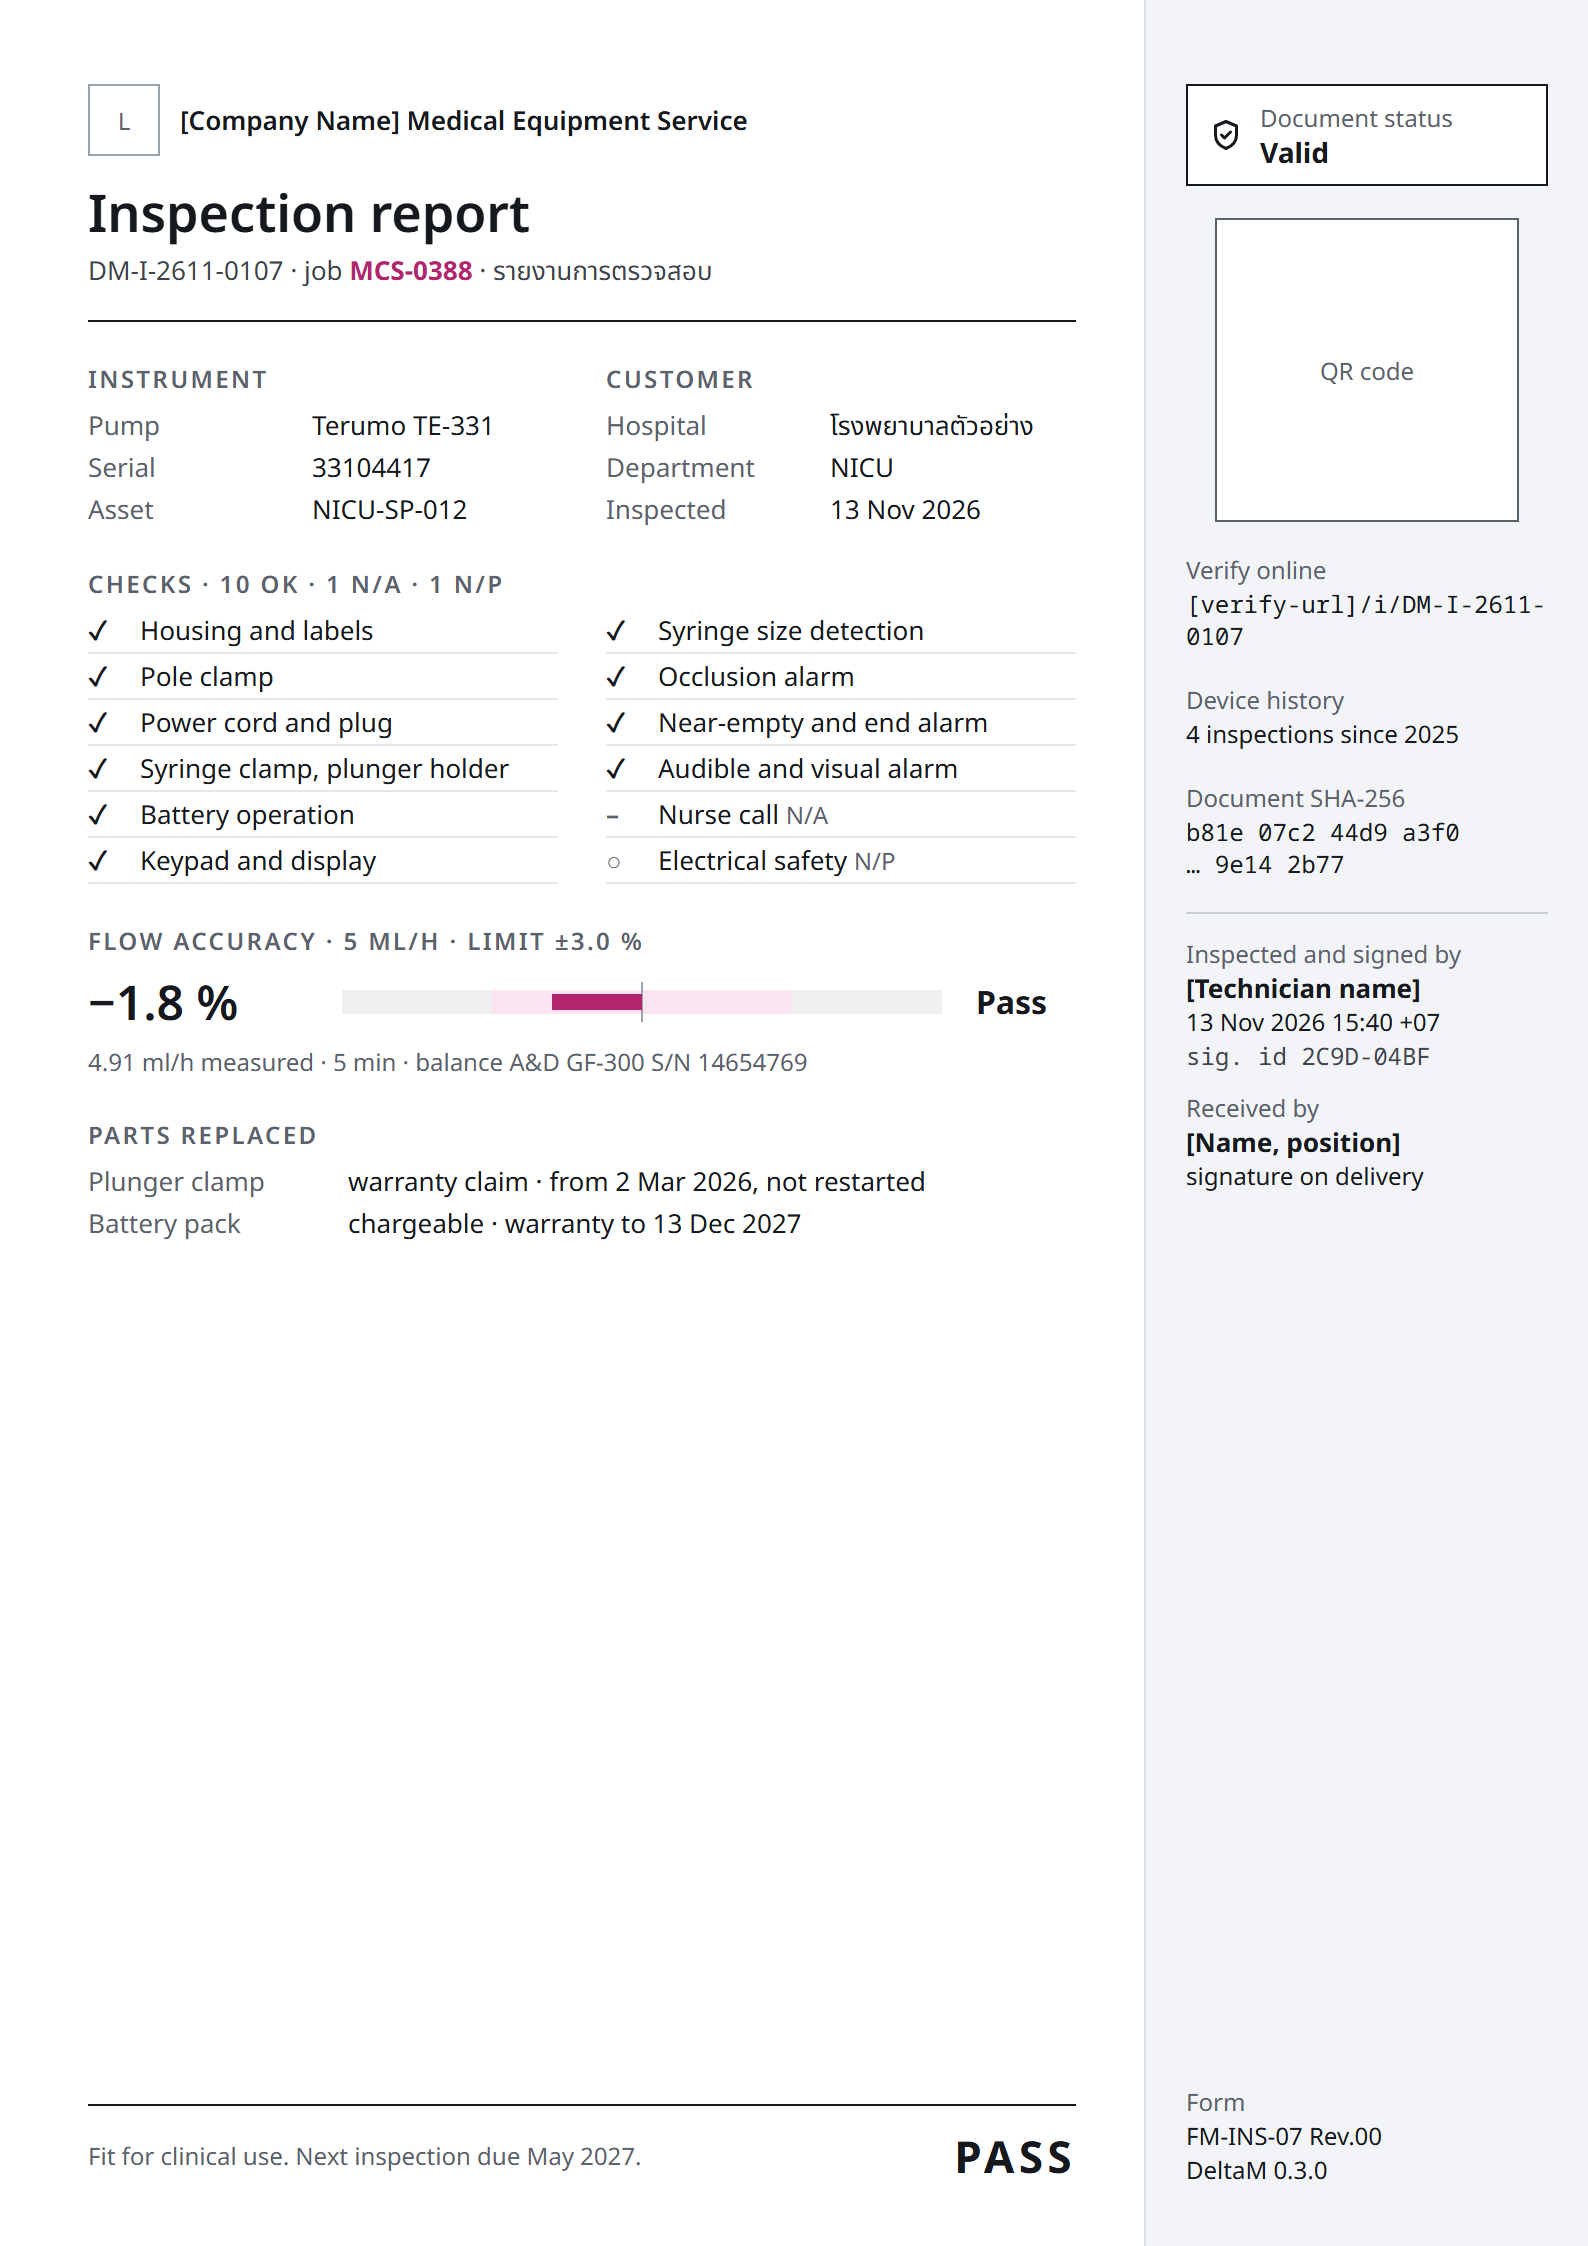 L
[Company Name] Medical Equipment Service
Inspection report
DM-I-2611-0107 · job MCS-0388 · รายงานการตรวจสอบ
INSTRUMENT
Pump Terumo TE-331
Serial 33104417
Asset NICU-SP-012
CUSTOMER
Hospital โรงพยาบาลตัวอย่าง
Department NICU
Inspected 13 Nov 2026
CHECKS · 10 OK · 1 N/A · 1 N/P
✓ Housing and labels
✓ Pole clamp
✓ Power cord and plug
✓ Syringe clamp, plunger holder
✓ Battery operation
✓ Keypad and display
✓ Syringe size detection
✓ Occlusion alarm
✓ Near-empty and end alarm
✓ Audible and visual alarm
– Nurse call N/A
○ Electrical safety N/P
FLOW ACCURACY · 5 ML/H · LIMIT ±3.0 %
−1.8 % Pass
4.91 ml/h measured · 5 min · balance A&D GF-300 S/N 14654769
PARTS REPLACED
Plunger clamp warranty claim · from 2 Mar 2026, not restarted
Battery pack chargeable · warranty to 13 Dec 2027
Fit for clinical use. Next inspection due May 2027. PASS
Document status
Valid
QR code
Verify online
[verify-url]/i/DM-I-2611-
0107
Device history
4 inspections since 2025
Document SHA-256
b81e 07c2 44d9 a3f0
… 9e14 2b77
Inspected and signed by
[Technician name]
13 Nov 2026 15:40 +07
sig. id 2C9D-04BF
Received by
[Name, position]
signature on delivery
Form
FM-INS-07 Rev.00
DeltaM 0.3.0